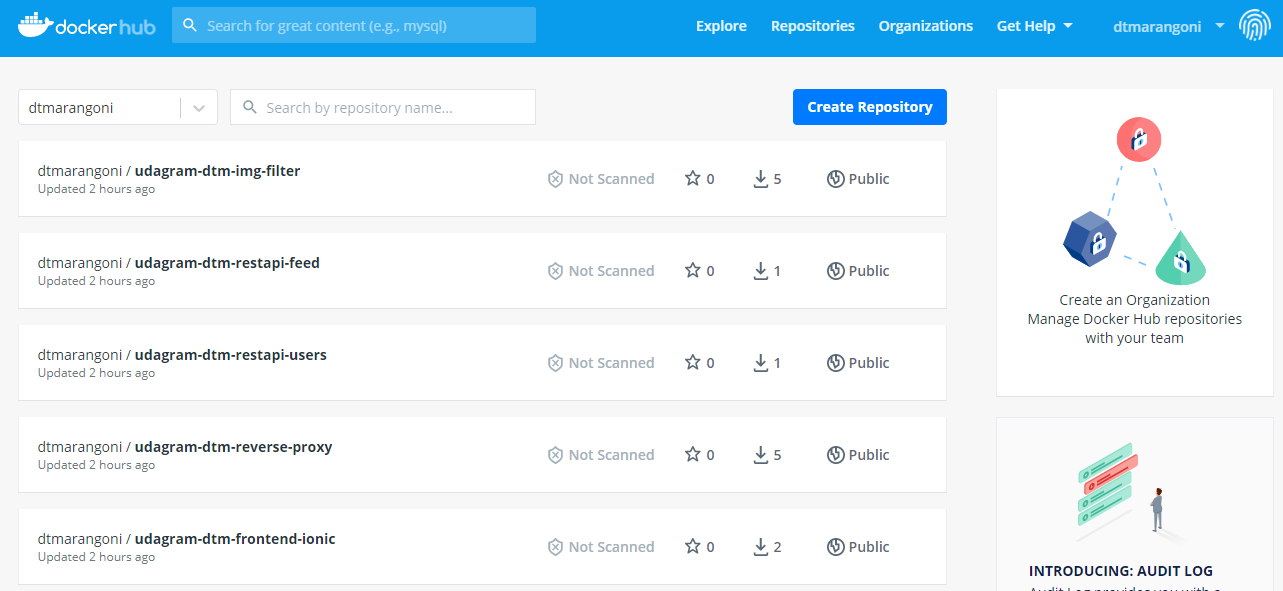 docker hub
Search for great content (e.g., mysql)
Explore
Repositories
Organizations
Get Help
dtmarangoni
dtmarangoni
Search by repository name...
Create Repository
dtmarangoni / udagram-dtm-img-filter
Updated 2 hours ago
Not Scanned
0
5
Public
dtmarangoni / udagram-dtm-restapi-feed
Updated 2 hours ago
Not Scanned
0
1
Public
dtmarangoni / udagram-dtm-restapi-users
Updated 2 hours ago
Not Scanned
0
1
Public
dtmarangoni / udagram-dtm-reverse-proxy
Updated 2 hours ago
Not Scanned
0
5
Public
dtmarangoni / udagram-dtm-frontend-ionic
Updated 2 hours ago
Not Scanned
0
2
Public
Create an Organization
Manage Docker Hub repositories
with your team
INTRODUCING: AUDIT LOG
Audit Log provides you with a